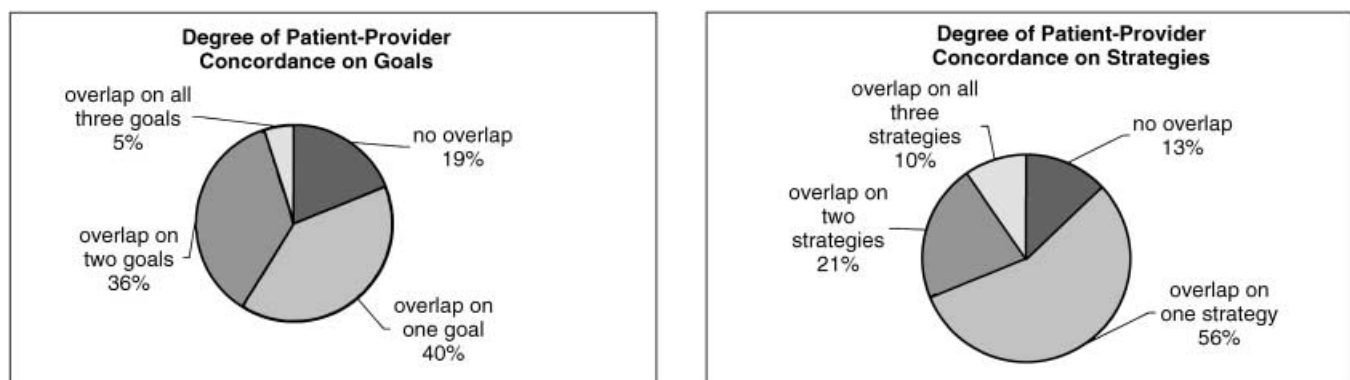 Degree of Patient-Provider
Concordance on Goals
overlap on all
three goals
5%
no overlap
19%
overlap on
two goals
36%
overlap on
one goal
40%
Degree of Patient-Provider
Concordance on Strategies
overlap on all
three
strategies
10%
no overlap
13%
overlap on
two
strategies
21%
overlap on
one strategy
56%